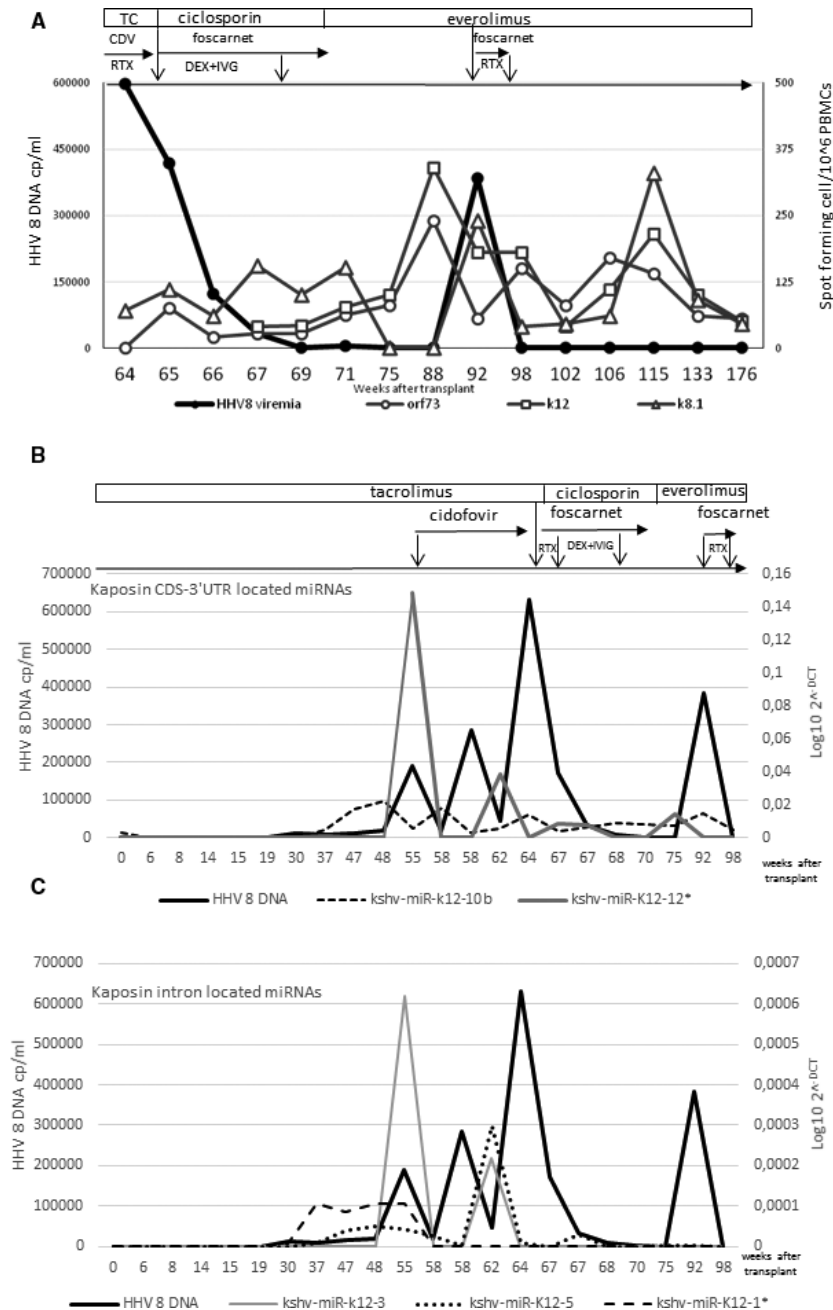 A
TC ciclosporin everolimus
CDV foscarnet foscarnet
RTX DEX+IVG RTX
600000 500
450000 375
300000 250
150000 125
0 0
HHV 8 DNA cp/ml
Spot forming cell/10^6 PBMCs
64 65 66 67 69 71 75 88 92 98 102 106 115 133 176
Weeks after transplant
HHV8 viremia orf73 k12 k8.1
B
tacrolimus ciclosporin everolimus
cidofovir foscarnet foscarnet
RTX DEX+IVIG RTX
700000 0,16
Kaposin CDS-3'UTR located miRNAs
600000 0,14
500000 0,12
400000 0,1
300000 0,08
200000 0,06
100000 0,04
0 0,02
0
HHV 8 DNA cp/ml
Log10 2^-DCT
0 6 8 14 15 19 30 37 47 48 55 58 58 62 64 67 67 68 70 75 92 98
weeks after
transplant
HHV 8 DNA kshv-miR-k12-10b kshv-miR-K12-12*
C
700000 0,0007
Kaposin intron located miRNAs
600000 0,0006
500000 0,0005
400000 0,0004
300000 0,0003
200000 0,0002
100000 0,0001
0 0
HHV 8 DNA cp/ml
Log10 2^-DCT
0 6 8 14 15 19 30 37 47 48 55 58 58 62 64 67 67 68 70 75 92 98
weeks after
transplant
HHV 8 DNA kshv-miR-k12-3 kshv-miR-K12-5 kshv-miR-K12-1*